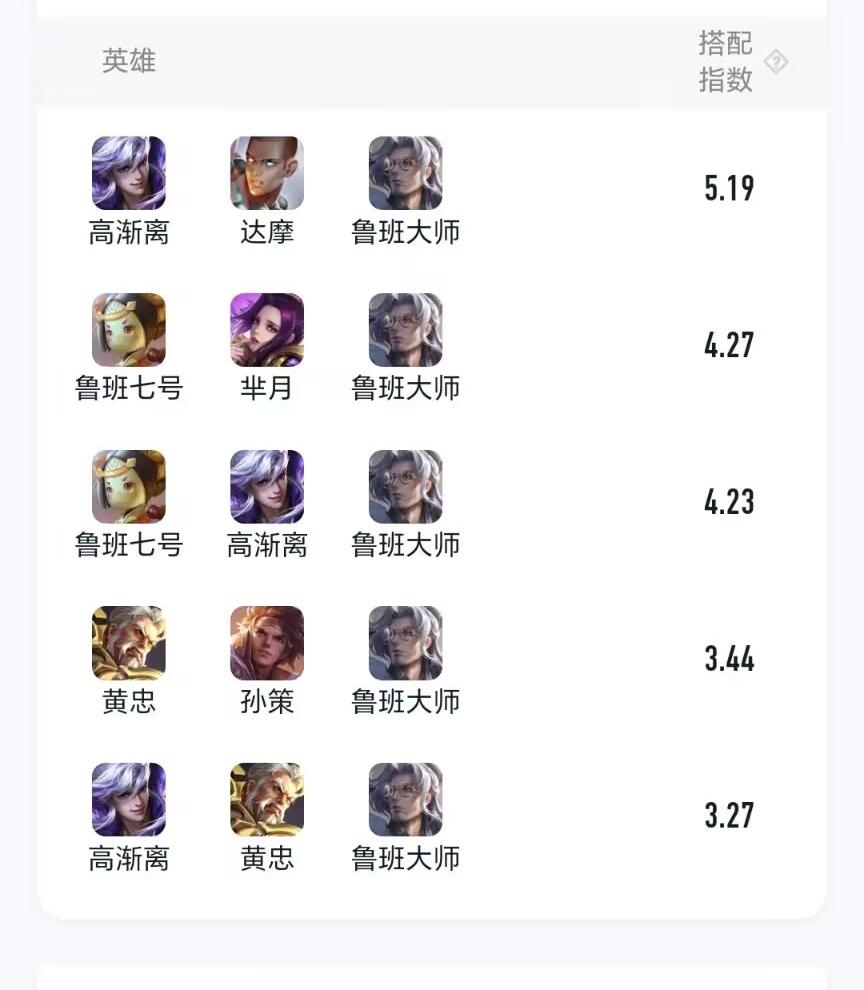 英雄
搭配
指数
?
高渐离 达摩 鲁班大师 5.19
鲁班七号 芈月 鲁班大师 4.27
鲁班七号 高渐离 鲁班大师 4.23
黄忠 孙策 鲁班大师 3.44
高渐离 黄忠 鲁班大师 3.27